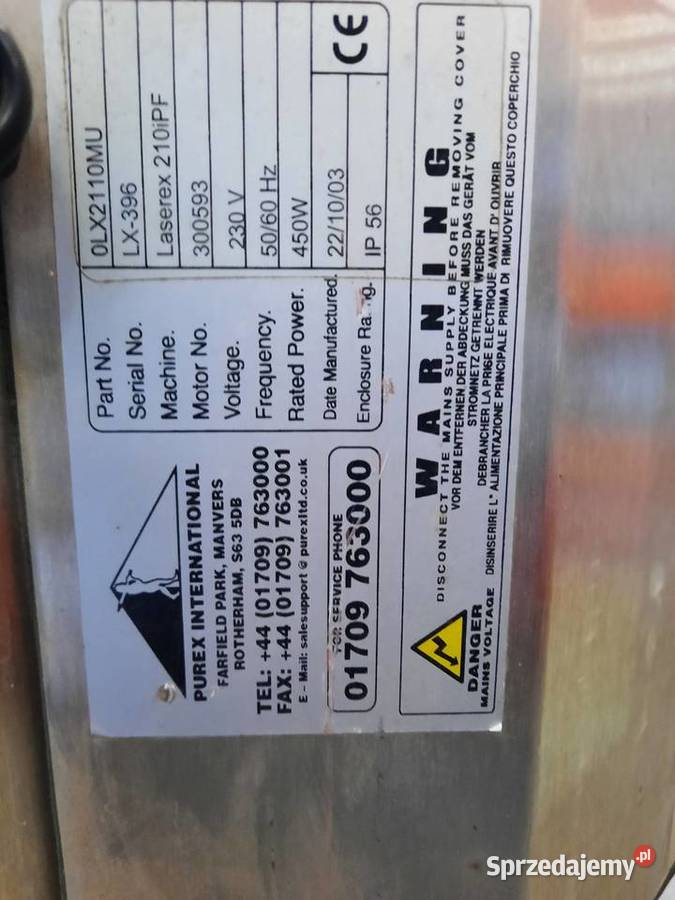 PUREX INTERNATIONAL
FARFIELD PARK, MANVERS
ROTHERHAM, S63 5DB
TEL: +44 (01709) 763000
FAX: +44 (01709) 763001
E – Mail: salesupport @ purexltd.co.uk
FOR SERVICE PHONE
01709 763000
Part No. 0LX2110MU
Serial No. LX-396
Machine. Laserex 210iPF
Motor No. 300593
Voltage. 230 V
Frequency. 50/60 Hz
Rated Power. 450W
Date Manufactured. 22/10/03
Enclosure Rating. IP 56
CE
DANGER
MAINS VOLTAGE
WARNING
DISCONNECT THE MAINS SUPPLY BEFORE REMOVING COVER
VOR DEM ENTFERNEN DER ABDECKUNG MUSS DAS GERÄT VOM
STROMNETZ GETRENNT WERDEN
DEBRANCHER LA PRIGE ELECTRIQUE AVANT D' OUVRIR
DISINSERIRE L' ALIMENTAZIONE PRINCIPALE PRIMA DI RIMUOVERE QUESTO COPERCHIO
Sprzedajemy.pl